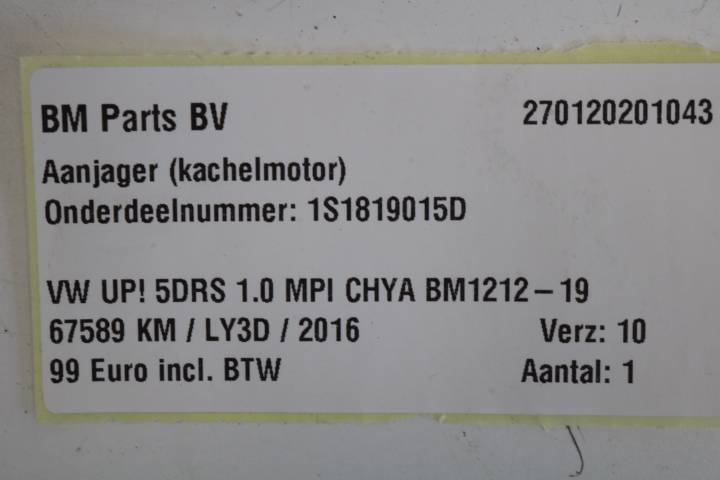 BM Parts BV 270120201043
Aanjager (kachelmotor)
Onderdeelnummer: 1S1819015D
VW UP! 5DRS 1.0 MPI CHYA BM1212-19
67589 KM / LY3D / 2016 Verz: 10
99 Euro incl. BTW Aantal: 1